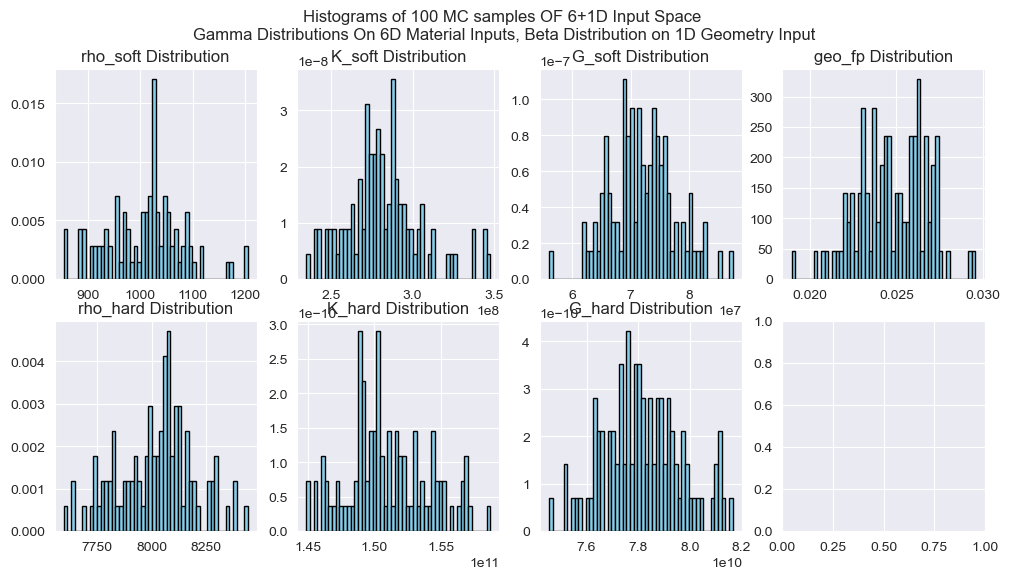 Histograms of 100 MC samples OF 6+1D Input Space
Gamma Distributions On 6D Material Inputs, Beta Distribution on 1D Geometry Input
rho_soft Distribution
0.015
0.010
0.005
0.000
900 1000 1100 1200
1e−8
K_soft Distribution
3
2
1
0
2.5 3.0 3.5
1e8
1e−7
G_soft Distribution
1.0
0.8
0.6
0.4
0.2
0.0
6 7 8
1e7
geo_fp Distribution
300
250
200
150
100
50
0
0.020 0.025 0.030
rho_hard Distribution
0.004
0.003
0.002
0.001
0.000
7750 8000 8250
1e−10
K_hard Distribution
3.0
2.5
2.0
1.5
1.0
0.5
0.0
1.45 1.50 1.55
1e11
1e−10
G_hard Distribution
4
3
2
1
0
7.6 7.8 8.0 8.2
1e10
1.0
0.8
0.6
0.4
0.2
0.0
0.00 0.25 0.50 0.75 1.00